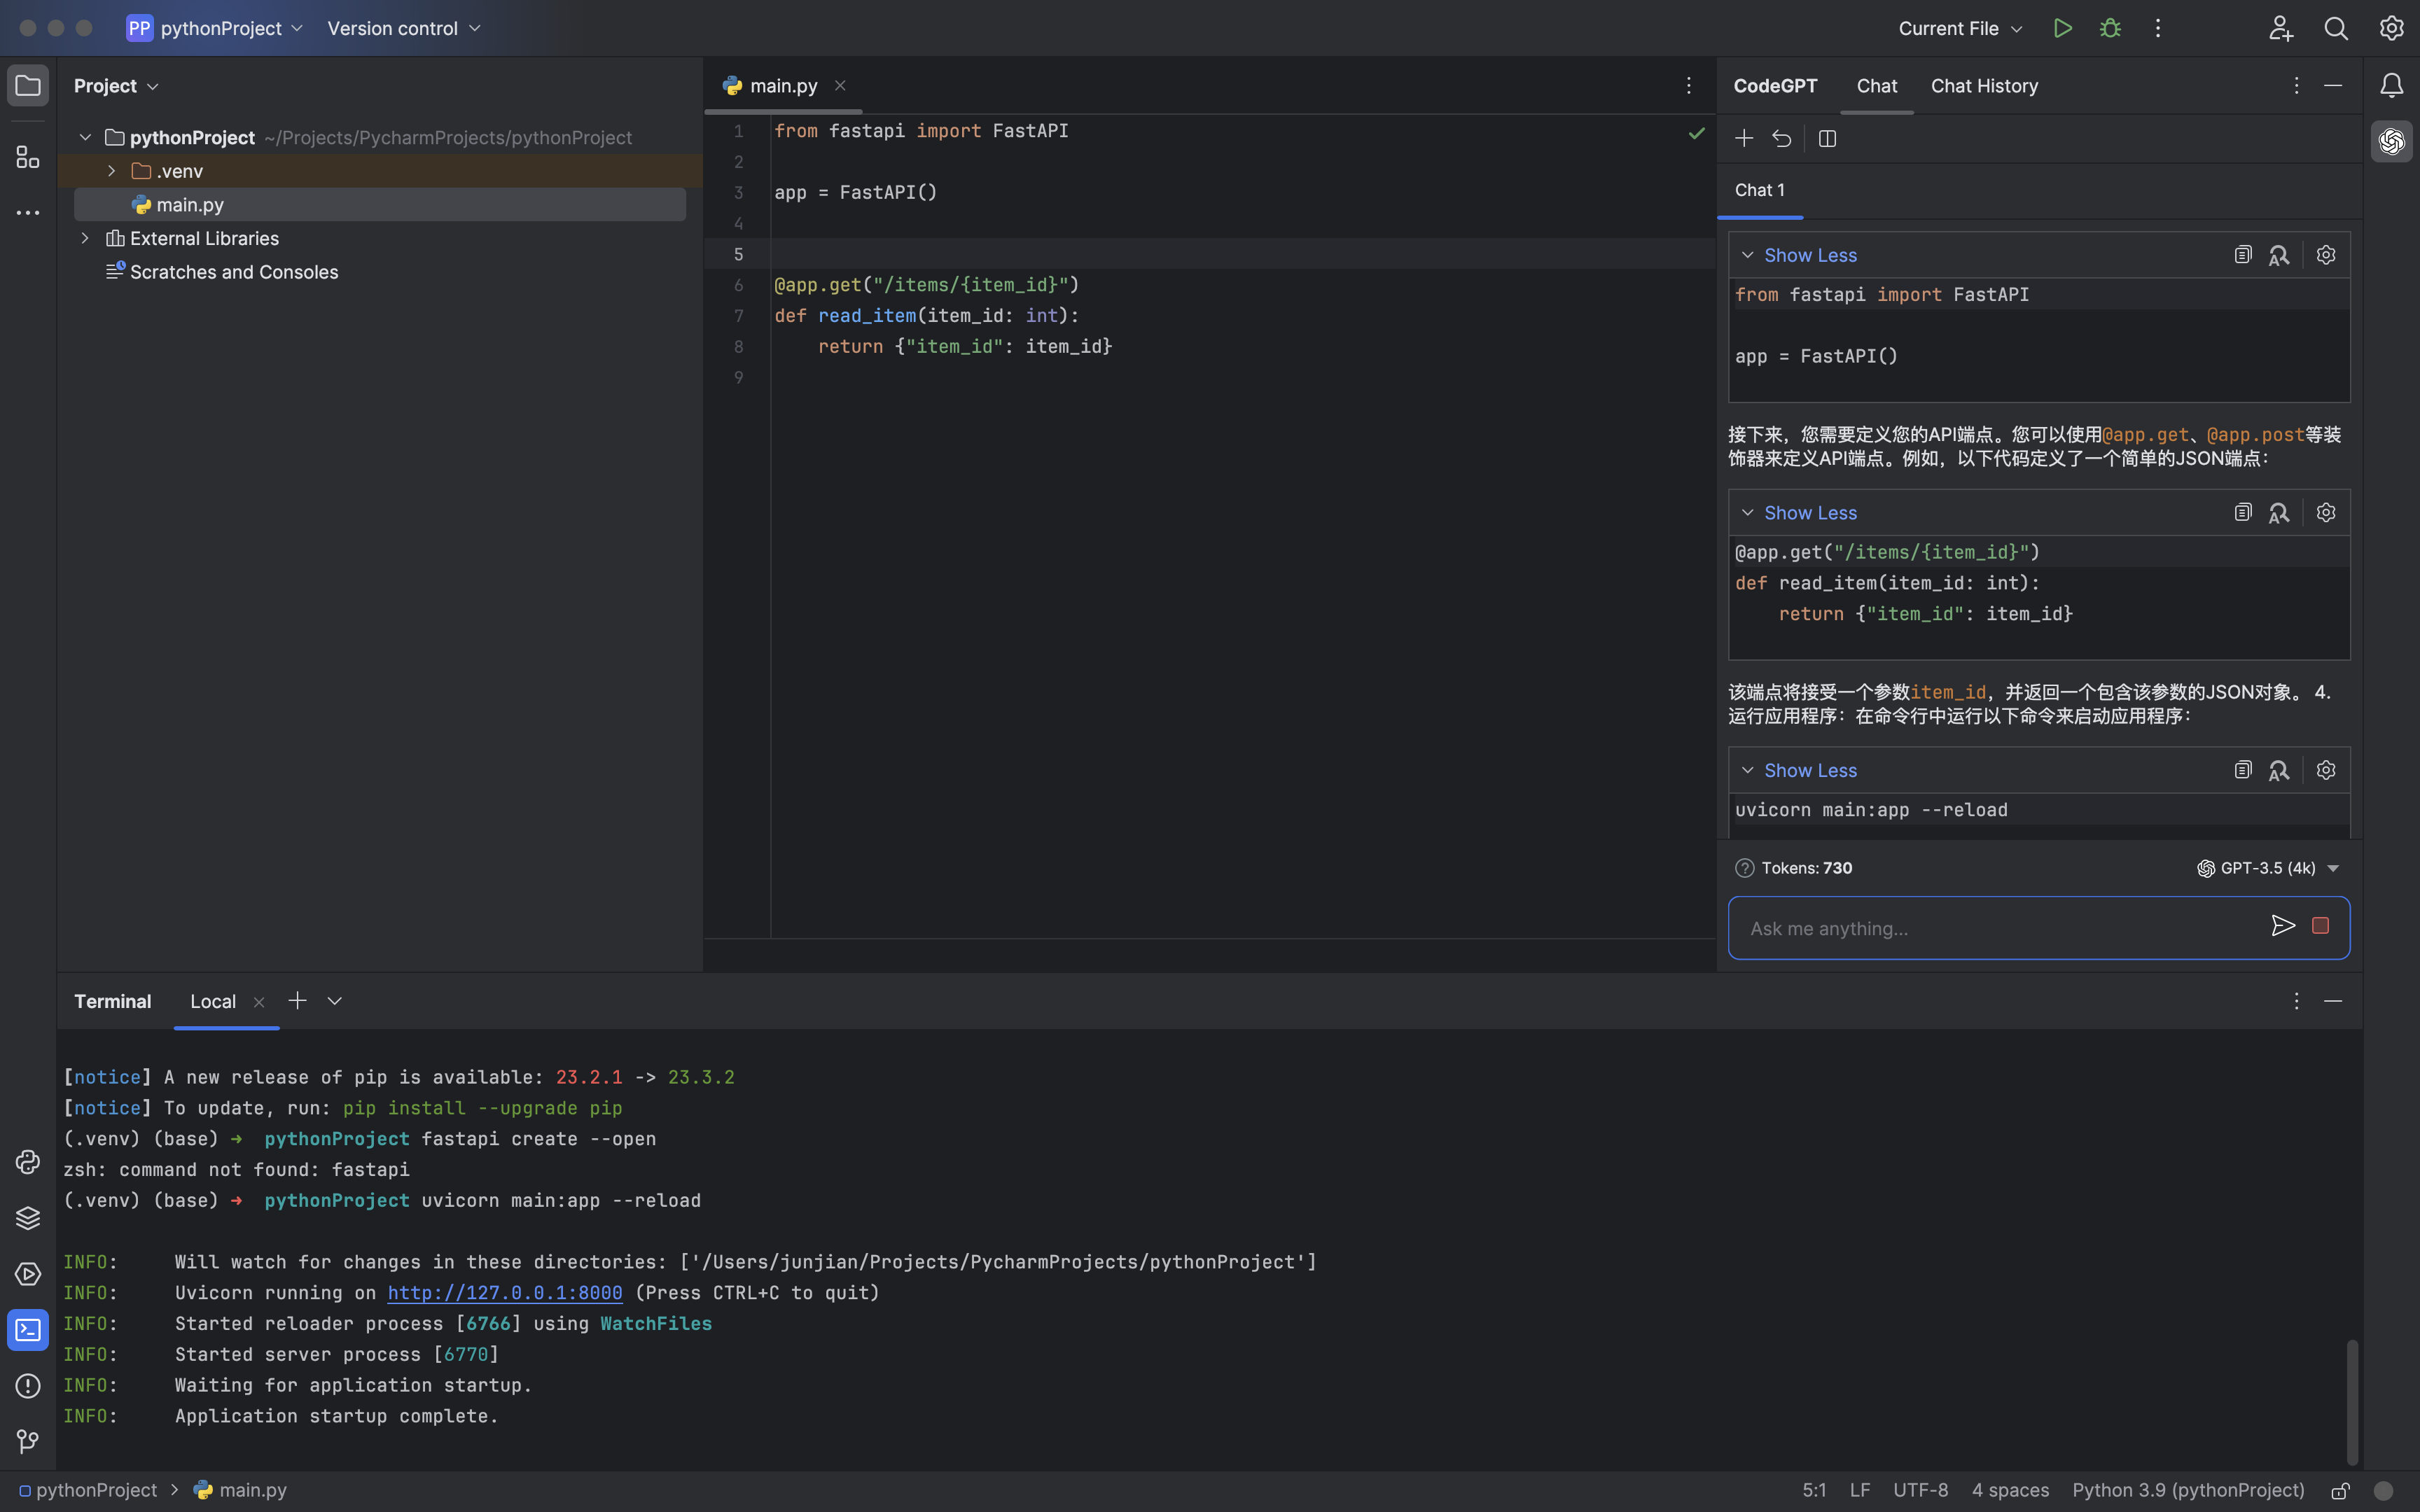 PP pythonProject Version control Current File
Project
pythonProject ~/Projects/PycharmProjects/pythonProject
.venv
main.py
External Libraries
Scratches and Consoles
main.py
1 from fastapi import FastAPI
2
3 app = FastAPI()
4
5
6 @app.get("/items/{item_id}")
7 def read_item(item_id: int):
8 return {"item_id": item_id}
9
CodeGPT Chat Chat History
Chat 1
Show Less
from fastapi import FastAPI
app = FastAPI()
接下来，您需要定义您的API端点。您可以使用@app.get、@app.post等装
饰器来定义API端点。例如，以下代码定义了一个简单的JSON端点：
Show Less
@app.get("/items/{item_id}")
def read_item(item_id: int):
return {"item_id": item_id}
该端点将接受一个参数item_id，并返回一个包含该参数的JSON对象。 4.
运行应用程序：在命令行中运行以下命令来启动应用程序：
Show Less
uvicorn main:app --reload
Tokens: 730 GPT-3.5 (4k)
Ask me anything...
Terminal Local
[notice] A new release of pip is available: 23.2.1 -> 23.3.2
[notice] To update, run: pip install --upgrade pip
(.venv) (base) ➜ pythonProject fastapi create --open
zsh: command not found: fastapi
(.venv) (base) ➜ pythonProject uvicorn main:app --reload
INFO: Will watch for changes in these directories: ['/Users/junjian/Projects/PycharmProjects/pythonProject']
INFO: Uvicorn running on http://127.0.0.1:8000 (Press CTRL+C to quit)
INFO: Started reloader process [6766] using WatchFiles
INFO: Started server process [6770]
INFO: Waiting for application startup.
INFO: Application startup complete.
pythonProject > main.py 5:1 LF UTF-8 4 spaces Python 3.9 (pythonProject)